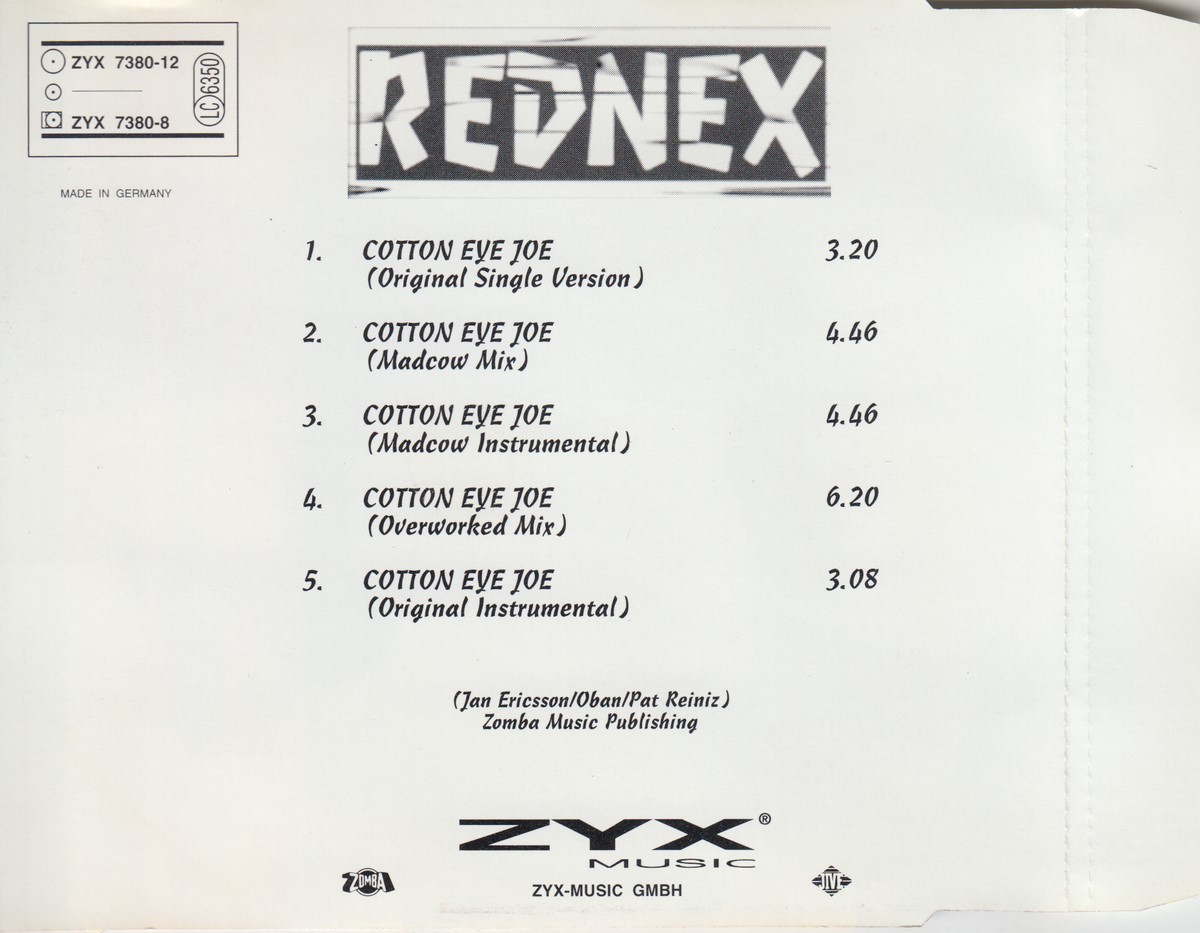 ZYX 7380-12
ZYX 7380-8
LC 6350
MADE IN GERMANY
REDNEX
1. COTTON EYE JOE 3.20
(Original Single Version)
2. COTTON EYE JOE 4.46
(Madcow Mix)
3. COTTON EYE JOE 4.46
(Madcow Instrumental)
4. COTTON EYE JOE 6.20
(Overworked Mix)
5. COTTON EYE JOE 3.08
(Original Instrumental)
(Jan Ericsson/Oban/Pat Reiniz)
Zomba Music Publishing
ZYX®
MUSIC
ZOMBA
ZYX-MUSIC GMBH
JIVE